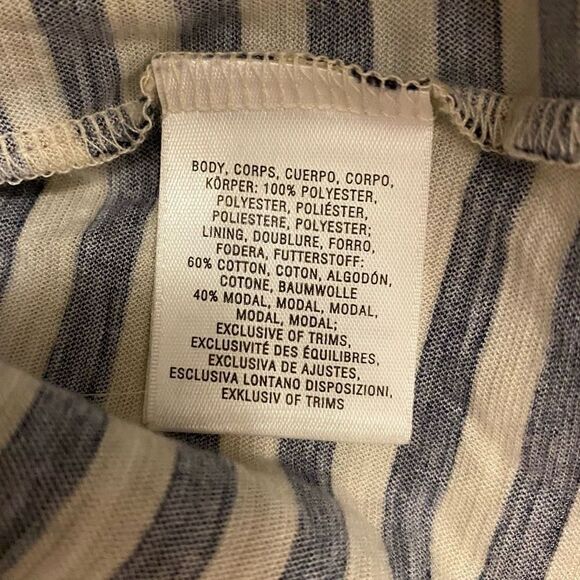 BODY, CORPS, CUERPO, CORPO,
KÖRPER: 100% POLYESTER,
POLYESTER, POLIÉSTER,
POLIESTERE, POLYESTER;
LINING, DOUBLURE, FORRO,
FODERA, FUTTERSTOFF:
60% COTTON, COTON, ALGODÓN,
COTONE, BAUMWOLLE
40% MODAL, MODAL, MODAL,
MODAL, MODAL;
EXCLUSIVE OF TRIMS
EXCLUSIVITÉ DES ÉQUILIBRES,
EXCLUSIVA DE AJUSTES,
ESCLUSIVA LONTANO DISPOSIZIONI,
EXKLUSIV OF TRIMS